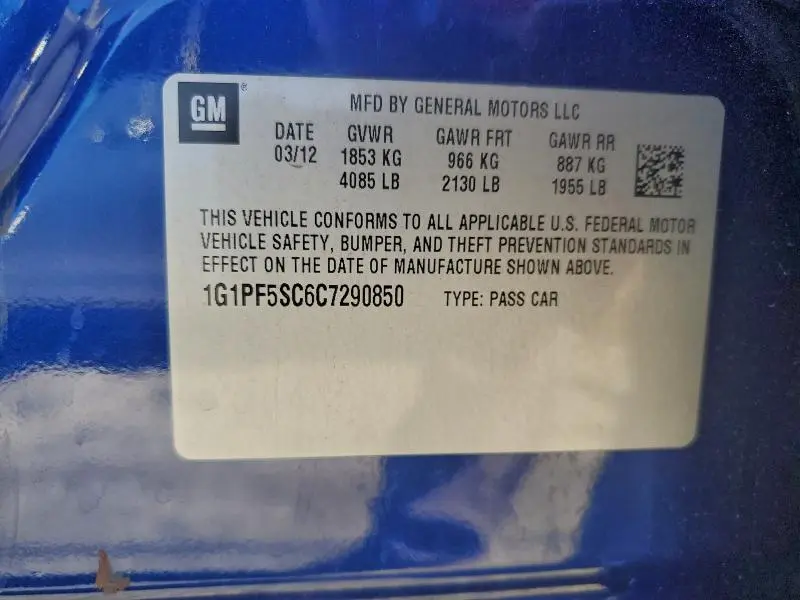 GM®
MFD BY GENERAL MOTORS LLC
DATE GVWR GAWR FRT GAWR RR
03/12 1853 KG 966 KG 887 KG
4085 LB 2130 LB 1955 LB
THIS VEHICLE CONFORMS TO ALL APPLICABLE U.S. FEDERAL MOTOR
VEHICLE SAFETY, BUMPER, AND THEFT PREVENTION STANDARDS IN
EFFECT ON THE DATE OF MANUFACTURE SHOWN ABOVE.
1G1PF5SC6C7290850 TYPE: PASS CAR